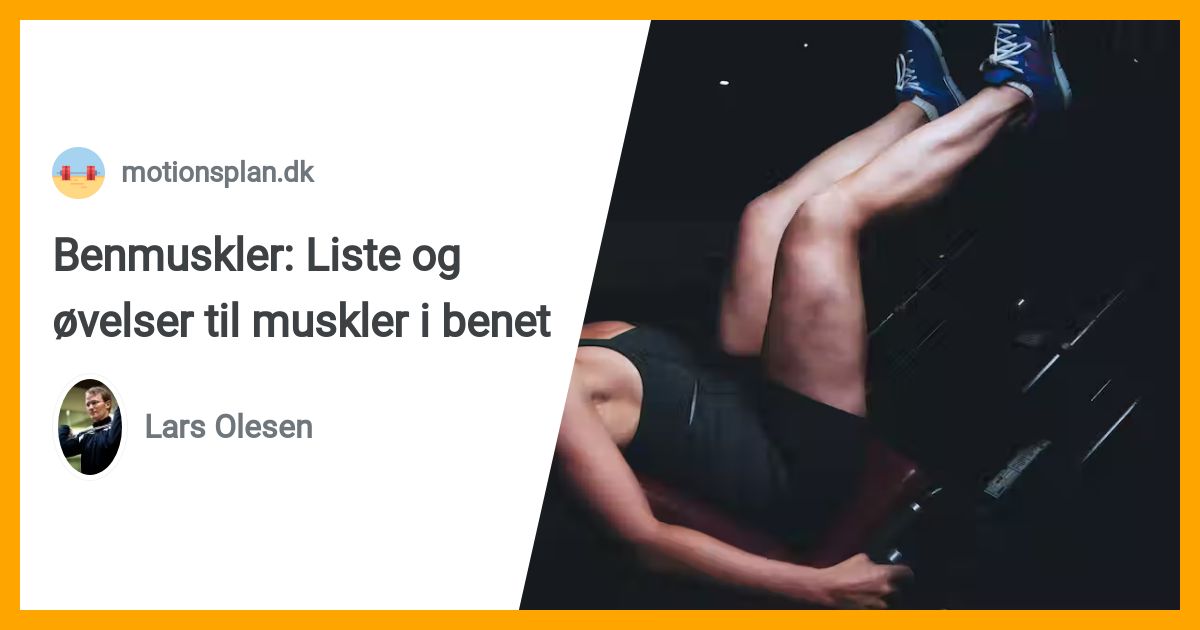 motionsplan.dk
Benmuskler: Liste og
øvelser til muskler i benet
Lars Olesen